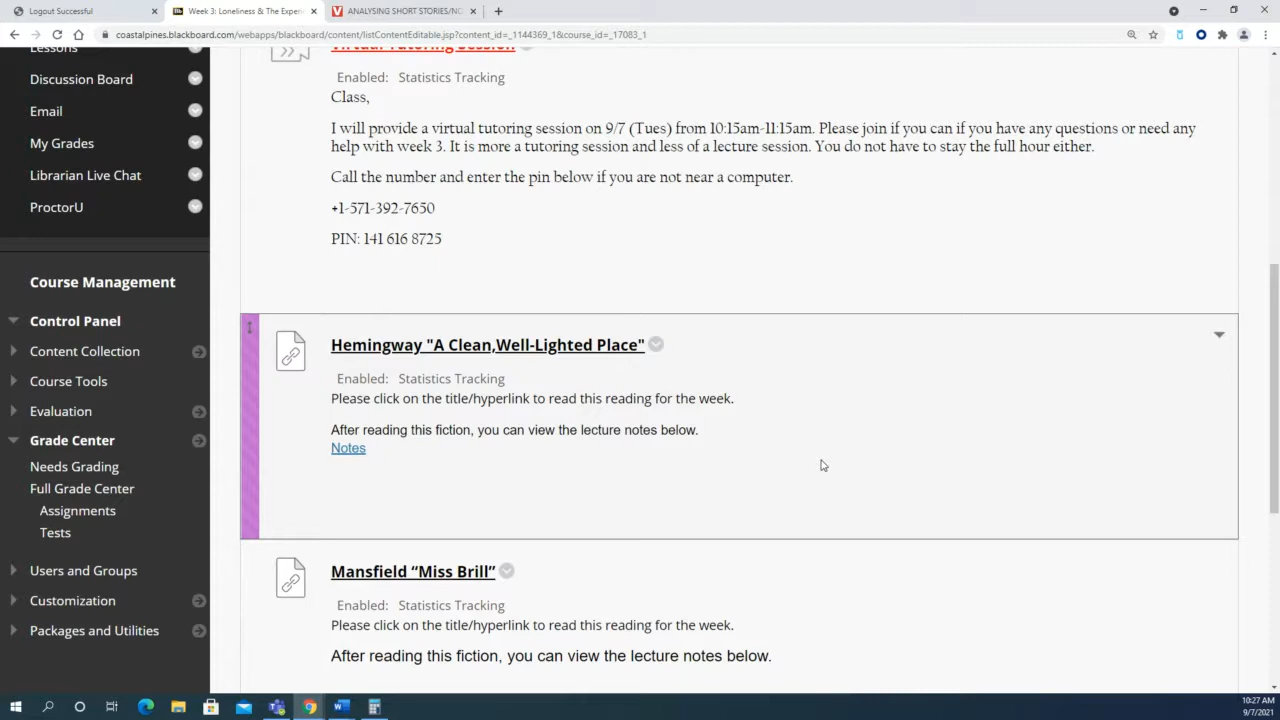 Logout Successful
Week 3: Loneliness & The Experi
ANALYSING SHORT STORIES/NO
coastalpines.blackboard.com/webapps/blackboard/content/listContentEditable.jsp?content_id=_1144369_1&course_id=_17083_1
Lessons
Discussion Board
Email
My Grades
Librarian Live Chat
ProctorU
Course Management
Control Panel
Content Collection
Course Tools
Evaluation
Grade Center
Needs Grading
Full Grade Center
Assignments
Tests
Users and Groups
Customization
Packages and Utilities
Virtual Tutoring Session
Enabled: Statistics Tracking
Class,
I will provide a virtual tutoring session on 9/7 (Tues) from 10:15am-11:15am. Please join if you can if you have any questions or need any
help with week 3. It is more a tutoring session and less of a lecture session. You do not have to stay the full hour either.
Call the number and enter the pin below if you are not near a computer.
+1-571-392-7650
PIN: 141 616 8725
Hemingway "A Clean,Well-Lighted Place"
Enabled: Statistics Tracking
Please click on the title/hyperlink to read this reading for the week.
After reading this fiction, you can view the lecture notes below.
Notes
Mansfield “Miss Brill”
Enabled: Statistics Tracking
Please click on the title/hyperlink to read this reading for the week.
After reading this fiction, you can view the lecture notes below.
10:27 AM
9/7/2021